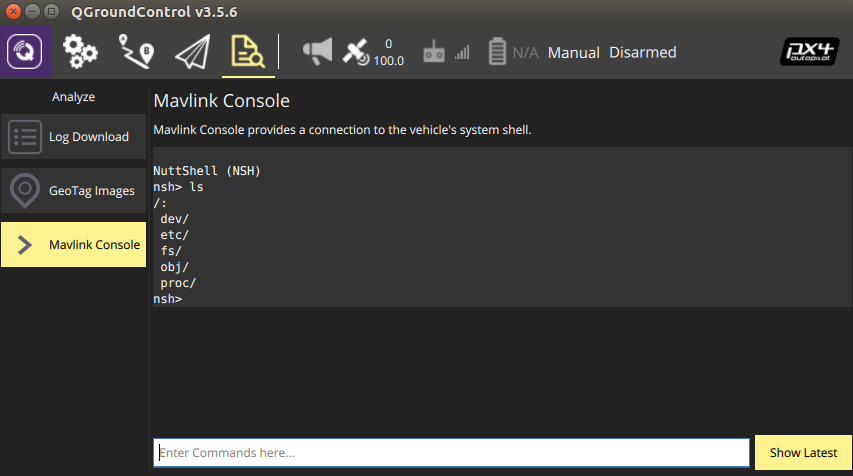 QGroundControl v3.5.6
0
100.0
N/A
Manual
Disarmed
px4
autopilot
Analyze
Log Download
GeoTag Images
Mavlink Console
Mavlink Console
Mavlink Console provides a connection to the vehicle's system shell.
NuttShell (NSH)
nsh> ls
/:
dev/
etc/
fs/
obj/
proc/
nsh>
Enter Commands here...
Show Latest